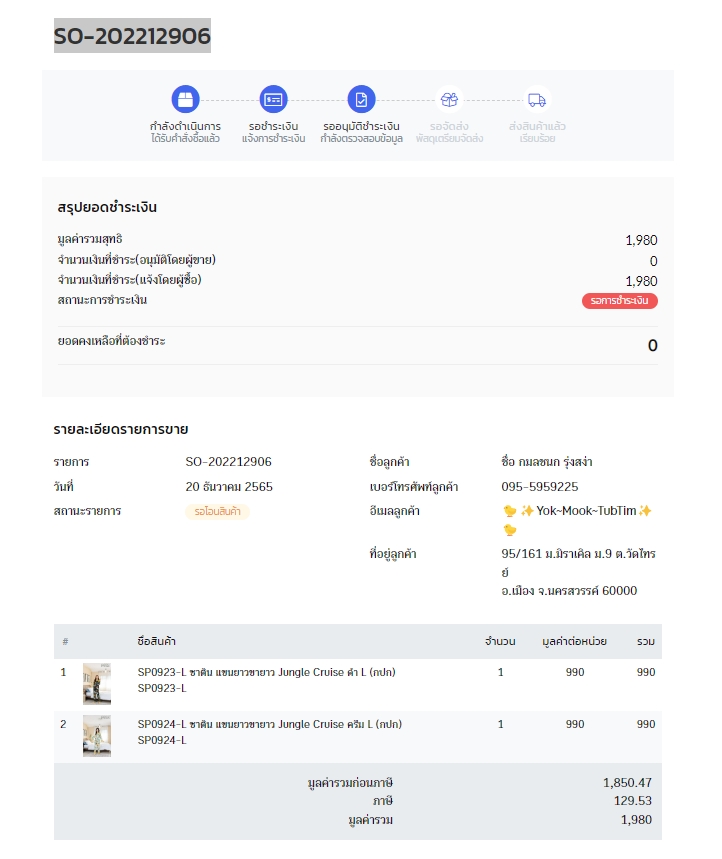 SO-202212906
กำลังดำเนินการ
ได้รับคำสั่งซื้อแล้ว
รอชำระเงิน
แจ้งการชำระเงิน
รออนุมัติชำระเงิน
กำลังตรวจสอบข้อมูล
รอจัดส่ง
พัสดุเตรียมจัดส่ง
ส่งสินค้าแล้ว
เรียบร้อย
สรุปยอดชำระเงิน
มูลค่ารวมสุทธิ 1,980
จำนวนเงินที่ชำระ(อนุมัติโดยผู้ขาย) 0
จำนวนเงินที่ชำระ(แจ้งโดยผู้ซื้อ) 1,980
สถานะการชำระเงิน รอการชำระเงิน
ยอดคงเหลือที่ต้องชำระ 0
รายละเอียดรายการขาย
รายการ SO-202212906
วันที่ 20 ธันวาคม 2565
สถานะรายการ รอโอนสินค้า
ชื่อลูกค้า ชื่อ กมลชนก รุ่งสง่า
เบอร์โทรศัพท์ลูกค้า 095-5959225
อีเมลลูกค้า 🐤✨Yok~Mook~TubTim✨
🐤
ที่อยู่ลูกค้า 95/161 ม.มิราเคิล ม.9 ต.วัดไทร
ย์
อ.เมือง จ.นครสวรรค์ 60000
# ชื่อสินค้า จำนวน มูลค่าต่อหน่วย รวม
1 SP0923-L ซาติน แขนยาวขายาว Jungle Cruise ดำ L (กปก) 1 990 990
SP0923-L
2 SP0924-L ซาติน แขนยาวขายาว Jungle Cruise ครีม L (กปก) 1 990 990
SP0924-L
มูลค่ารวมก่อนภาษี 1,850.47
ภาษี 129.53
มูลค่ารวม 1,980